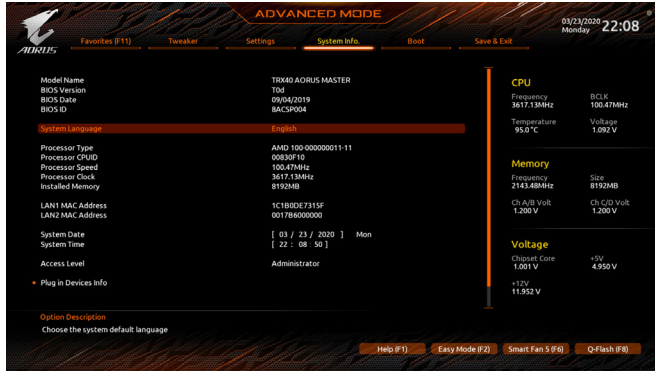 ADVANCED MODE
03/23/2020 Monday 22:08
AORUS
Favorites (F11) Tweaker Settings System Info. Boot Save & Exit
Model Name TRX40 AORUS MASTER
BIOS Version T0d
BIOS Date 09/04/2019
BIOS ID 8AC5P004
System Language English
Processor Type AMD 100-000000011-11
Processor CPUID 00830F10
Processor Speed 100.47MHz
Processor Clock 3617.13MHz
Installed Memory 8192MB
LAN1 MAC Address 1C1B0DE7315F
LAN2 MAC Address 0017B6000000
System Date [ 03 / 23 / 2020 ] Mon
System Time [ 22 : 08 : 50 ]
Access Level Administrator
Plug in Devices Info
CPU
Frequency BCLK
3617.13MHz 100.47MHz
Temperature Voltage
95.0 °C 1.092 V
Memory
Frequency Size
2143.48MHz 8192MB
Ch A/B Volt Ch C/D Volt
1.200 V 1.200 V
Voltage
Chipset Core +5V
1.001 V 4.950 V
+12V
11.952 V
Option Description
Choose the system default language
Help (F1) Easy Mode (F2) Smart Fan 5 (F6) Q-Flash (F8)